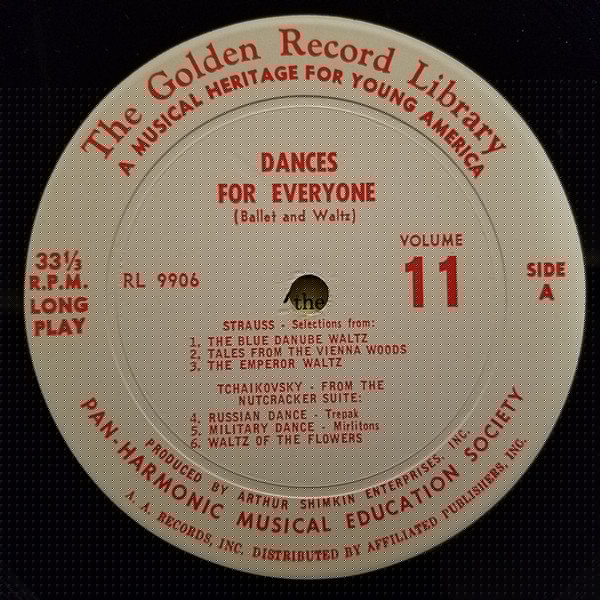 The Golden Record Library
A MUSICAL HERITAGE FOR YOUNG AMERICA
DANCES
FOR EVERYONE
(Ballet and Waltz)
VOLUME
11
33⅓
R.P.M.
LONG
PLAY
RL 9906
SIDE
A
the
STRAUSS - Selections from:
1. THE BLUE DANUBE WALTZ
2. TALES FROM THE VIENNA WOODS
3. THE EMPEROR WALTZ
TCHAIKOVSKY - FROM THE
NUTCRACKER SUITE:
4. RUSSIAN DANCE - Trepak
5. MILITARY DANCE - Mirlitons
6. WALTZ OF THE FLOWERS
PRODUCED BY ARTHUR SHIMKIN ENTERPRISES, INC.
PAN-HARMONIC MUSICAL EDUCATION SOCIETY
A. A. RECORDS, INC. DISTRIBUTED BY AFFILIATED PUBLISHERS, INC.